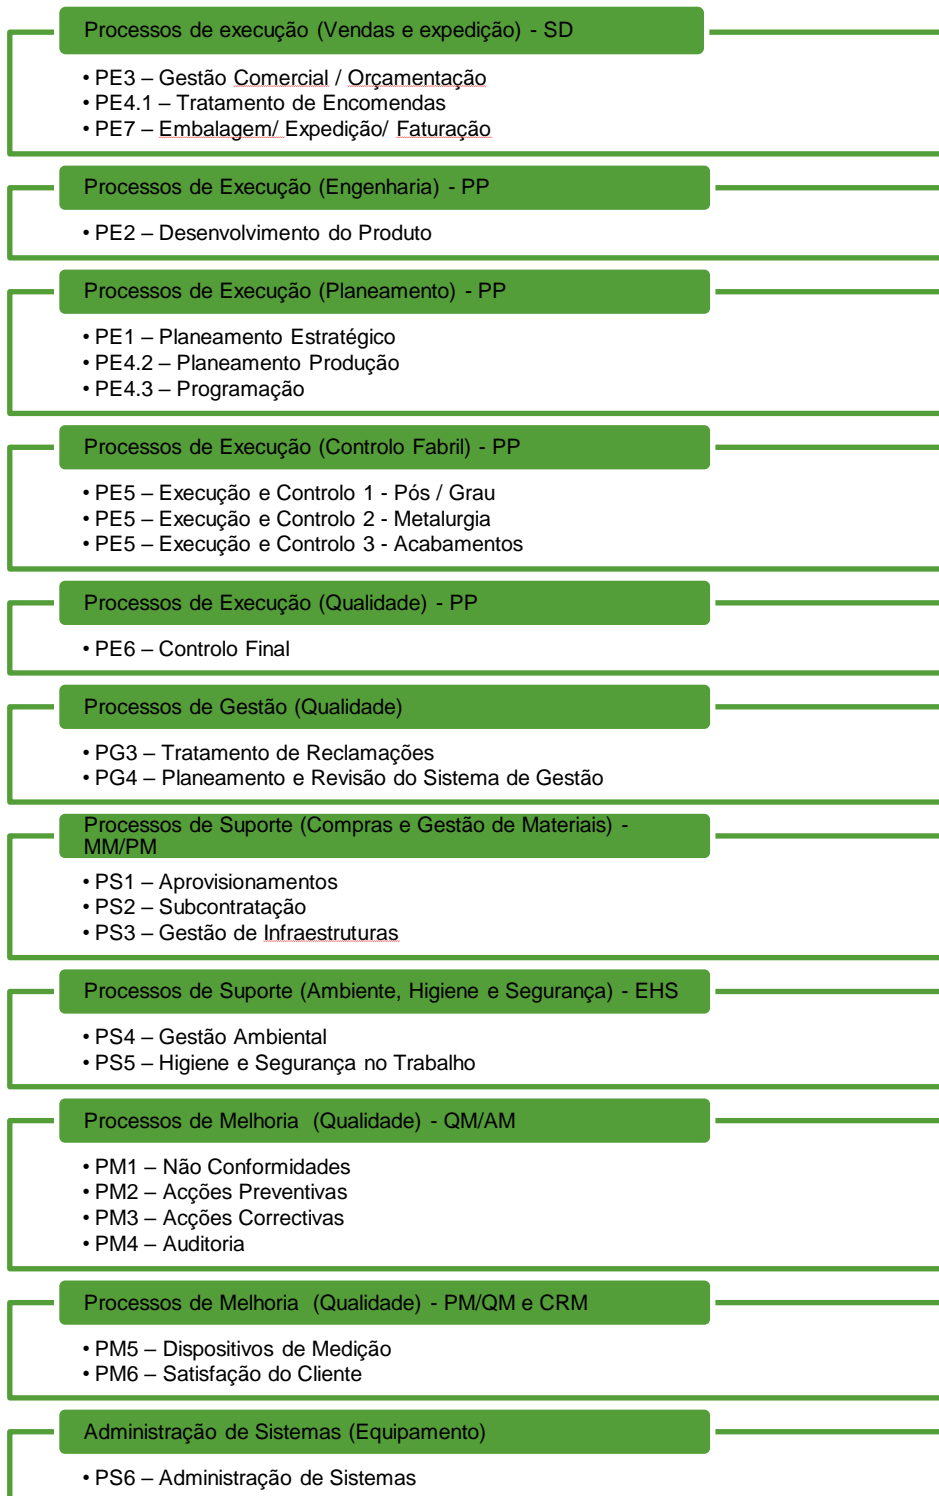 Processos de execução (Vendas e expedição) - SD
• PE3 – Gestão Comercial / Orçamentação
• PE4.1 – Tratamento de Encomendas
• PE7 – Embalagem/ Expedição/ Faturação
Processos de Execução (Engenharia) - PP
• PE2 – Desenvolvimento do Produto
Processos de Execução (Planeamento) - PP
• PE1 – Planeamento Estratégico
• PE4.2 – Planeamento Produção
• PE4.3 – Programação
Processos de Execução (Controlo Fabril) - PP
• PE5 – Execução e Controlo 1 - Pós / Grau
• PE5 – Execução e Controlo 2 - Metalurgia
• PE5 – Execução e Controlo 3 - Acabamentos
Processos de Execução (Qualidade) - PP
• PE6 – Controlo Final
Processos de Gestão (Qualidade)
• PG3 – Tratamento de Reclamações
• PG4 – Planeamento e Revisão do Sistema de Gestão
Processos de Suporte (Compras e Gestão de Materiais) -
MM/PM
• PS1 – Aprovisionamentos
• PS2 – Subcontratação
• PS3 – Gestão de Infraestruturas
Processos de Suporte (Ambiente, Higiene e Segurança) - EHS
• PS4 – Gestão Ambiental
• PS5 – Higiene e Segurança no Trabalho
Processos de Melhoria (Qualidade) - QM/AM
• PM1 – Não Conformidades
• PM2 – Acções Preventivas
• PM3 – Acções Correctivas
• PM4 – Auditoria
Processos de Melhoria (Qualidade) - PM/QM e CRM
• PM5 – Dispositivos de Medição
• PM6 – Satisfação do Cliente
Administração de Sistemas (Equipamento)
• PS6 – Administração de Sistemas